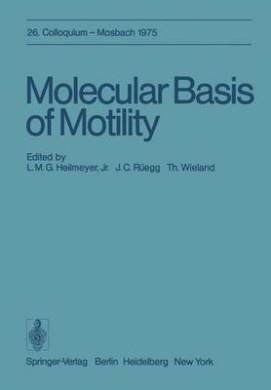 26. Colloquium – Mosbach 1975
Molecular Basis
of Motility
Edited by
L. M. G. Heilmeyer, Jr. J. C. Rüegg Th. Wieland
Springer-Verlag Berlin Heidelberg New York